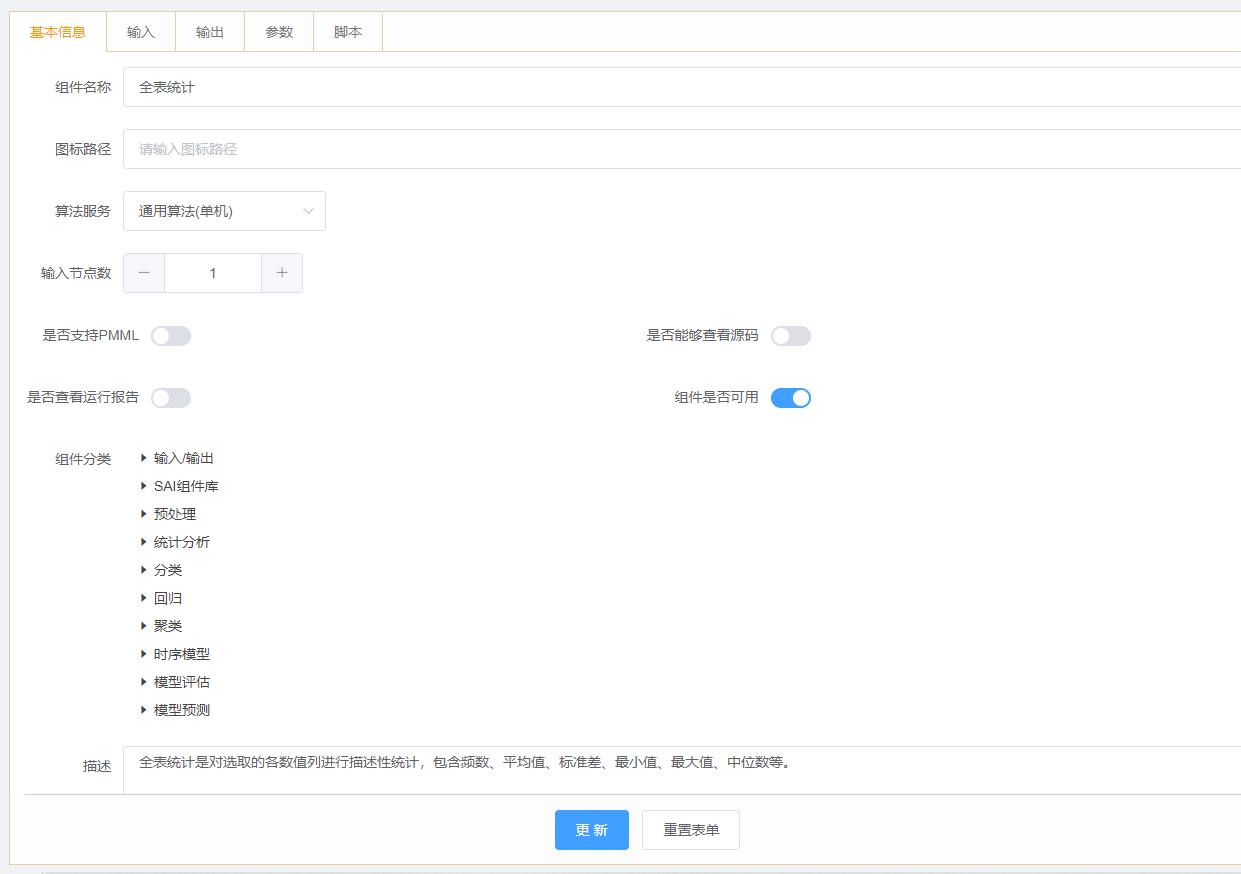 基本信息 输入 输出 参数 脚本
组件名称 全表统计
图标路径 请输入图标路径
算法服务 通用算法(单机)
输入节点数 1
是否支持PMML 是否能够查看源码
是否查看运行报告 组件是否可用
组件分类 输入/输出
SAI组件库
预处理
统计分析
分类
回归
聚类
时序模型
模型评估
模型预测
描述 全表统计是对选取的各数值列进行描述性统计，包含频数、平均值、标准差、最小值、最大值、中位数等。
更新 重置表单